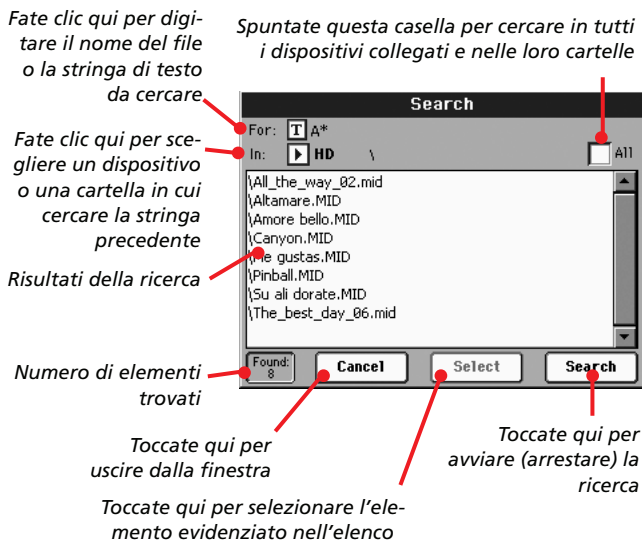 Fate clic qui per digi-
tare il nome del file
o la stringa di testo
da cercare
Spuntate questa casella per cercare in tutti
i dispositivi collegati e nelle loro cartelle
Search
For: T A*
Fate clic qui per sce-
gliere un dispositivo
o una cartella in cui
cercare la stringa
precedente
In: HD \
All
\All_the_way_02.mid
\Altamare.MID
\Amore bello.MID
\Canyon.MID
gustas.MID
\Pinball.MID
\Su ali dorate.MID
\The_best_day_06.mid
Risultati della ricerca
Found:
8
Cancel
Select
Search
Numero di elementi
trovati
Toccate qui per
uscire dalla finestra
Toccate qui per
avviare (arrestare) la
ricerca
Toccate qui per selezionare l’ele-
mento evidenziato nell’elenco